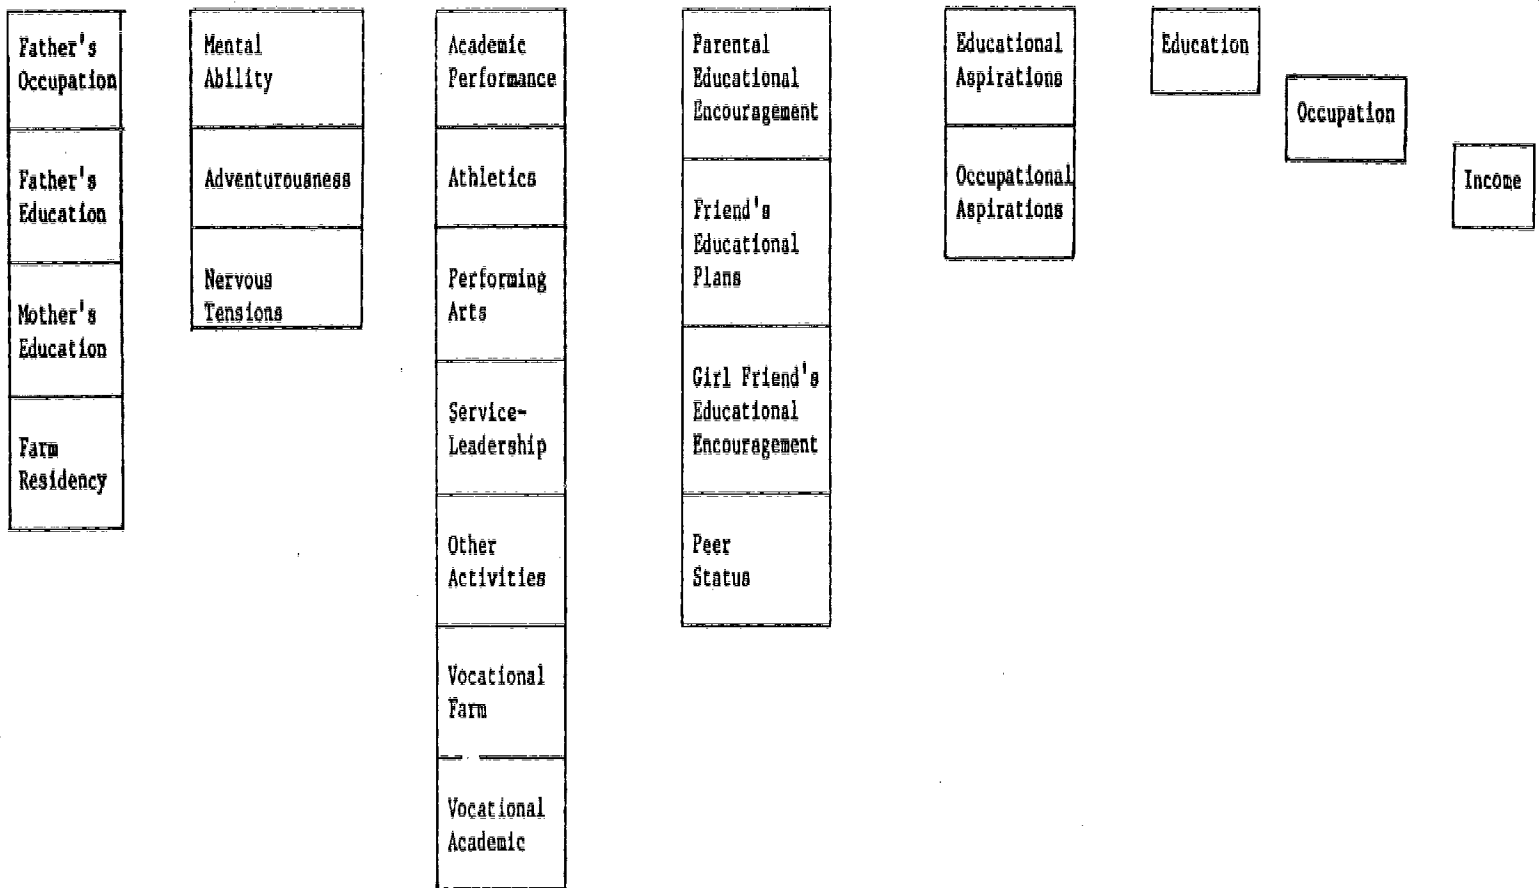 Father's
Occupation
Father's
Education
Mother's
Education
Farm
Residency
Mental
Ability
Adventurousness
Nervous
Tensions
Academic
Performance
Athletics
Performing
Arts
Service-
Leadership
Other
Activities
Vocational
Farm
Vocational
Academic
Parental
Educational
Encouragement
Friend's
Educational
Plans
Girl Friend's
Educational
Encouragement
Peer
Status
Educational
Aspirations
Occupational
Aspirations
Education
Occupation
Income